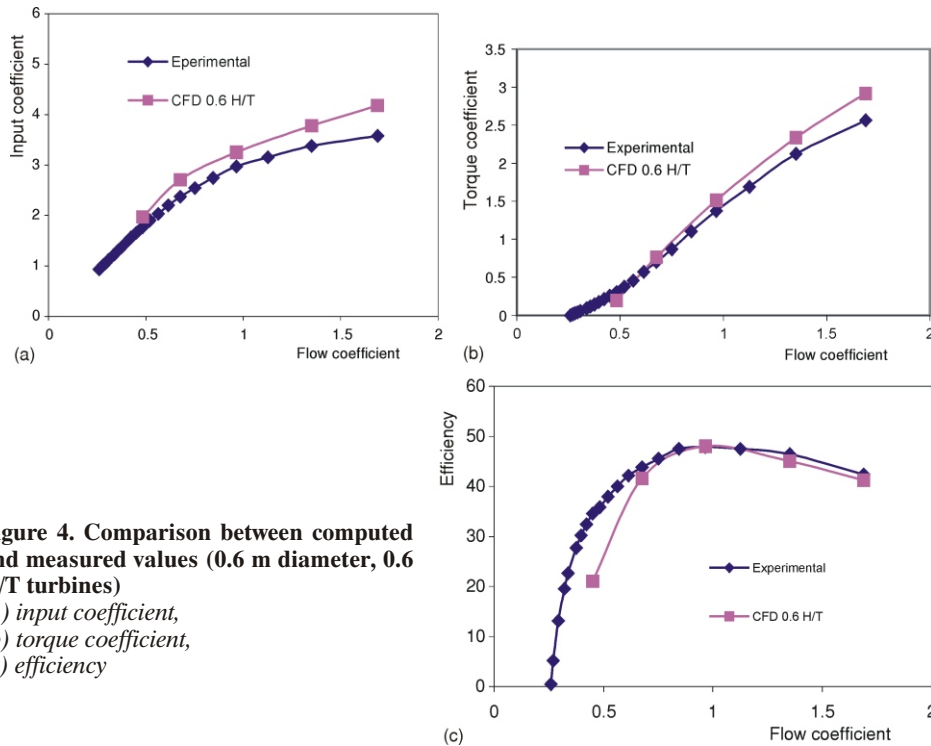 6
5
4
3
2
1
0
Input coefficient
Eperimental
CFD 0.6 H/T
0
0.5
1
1.5
2
(a)
Flow coefficient
3.5
3
2.5
2
1.5
1
0.5
0
Torque coefficient
Experimental
CFD 0.6 H/T
0
0.5
1
1.5
2
(b)
Flow coefficient
60
50
40
30
20
10
0
Efficiency
Experimental
CFD 0.6 H/T
0
0.5
1
1.5
2
Flow coefficient
(c)
gure 4. Comparison between computed
nd measured values (0.6 m diameter, 0.6
/T turbines)
) input coefficient,
) torque coefficient,
) efficiency